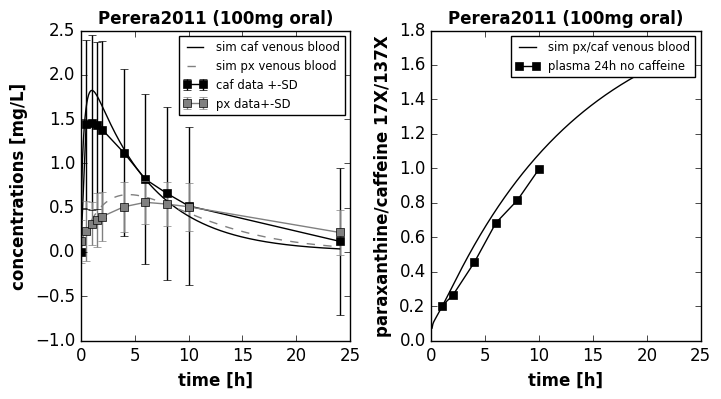 Perera2011 (100mg oral)
concentrations [mg/L]
2.5
2.0
1.5
1.0
0.5
0.0
−0.5
−1.0
sim caf venous blood
sim px venous blood
caf data +-SD
px data+-SD
0 5 10 15 20 25
time [h]
Perera2011 (100mg oral)
paraxanthine/caffeine 17X/137X
1.8
1.6
1.4
1.2
1.0
0.8
0.6
0.4
0.2
0.0
sim px/caf venous blood
plasma 24h no caffeine
0 5 10 15 20 25
time [h]